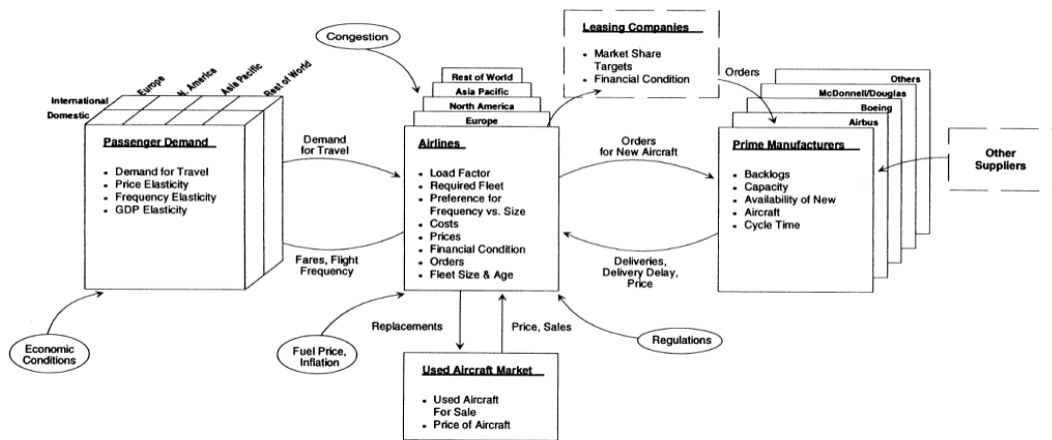 Congestion
Leasing Companies
• Market Share
Targets
• Financial Condition
Orders
Europe
N. America
Asia Pacific
Rest of World
International
Domestic
Passenger Demand
• Demand for Travel
• Price Elasticity
• Frequency Elasticity
• GDP Elasticity
Demand
for Travel
Fares, Flight
Frequency
Rest of World
Asia Pacific
North America
Europe
Airlines
• Load Factor
• Required Fleet
• Preference for
Frequency vs. Size
• Costs
• Prices
• Financial Condition
• Orders
• Fleet Size & Age
Orders
for New Aircraft
Deliveries,
Delivery Delay,
Price
Others
McDonnell/Douglas
Boeing
Airbus
Prime Manufacturers
• Backlogs
• Capacity
• Availability of New
• Aircraft
• Cycle Time
Other
Suppliers
Economic
Conditions
Fuel Price,
Inflation
Replacements
Price, Sales
Regulations
Used Aircraft Market
• Used Aircraft
For Sale
• Price of Aircraft